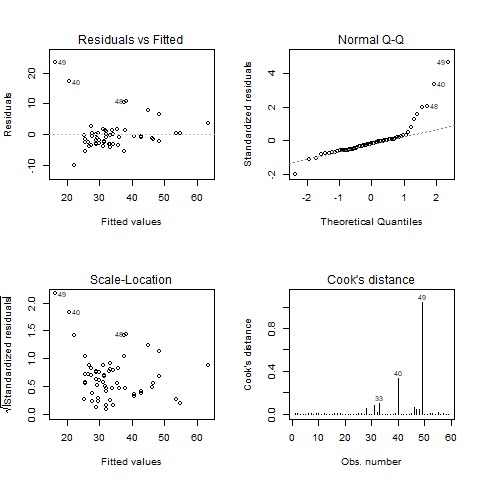 Residuals vs Fitted
Residuals
-10 0 10 20
49
40
48
20 30 40 50 60
Fitted values
Normal Q-Q
Standardized residuals
-2 0 2 4
49
40
48
-2 -1 0 1 2
Theoretical Quantiles
Scale-Location
√|Standardized residuals|
0.0 0.5 1.0 1.5 2.0
49
40
48
20 30 40 50 60
Fitted values
Cook's distance
Cook's distance
0.0 0.4 0.8
49
40
33
0 10 20 30 40 50 60
Obs. number